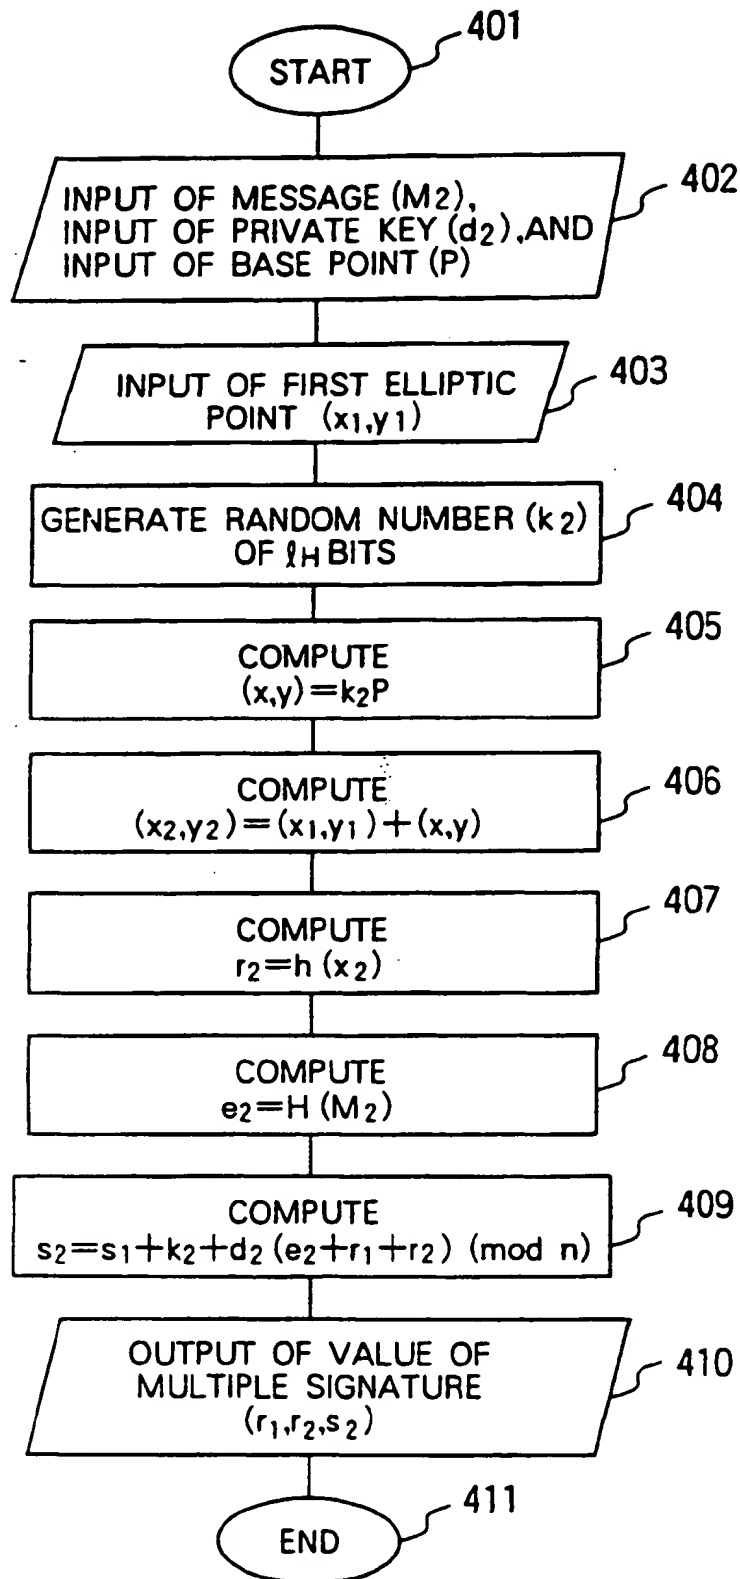 401
START
402
INPUT OF MESSAGE (M2),
INPUT OF PRIVATE KEY (d2), AND
INPUT OF BASE POINT (P)
403
INPUT OF FIRST ELLIPTIC
POINT (x1,y1)
404
GENERATE RANDOM NUMBER (k2)
OF ℓH BITS
405
COMPUTE
(x,y)=k2P
406
COMPUTE
(x2,y2)=(x1,y1)+(x,y)
407
COMPUTE
r2=h(x2)
408
COMPUTE
e2=H(M2)
409
COMPUTE
s2=s1+k2+d2(e2+r1+r2) (mod n)
410
OUTPUT OF VALUE OF
MULTIPLE SIGNATURE
(r1,r2,s2)
411
END